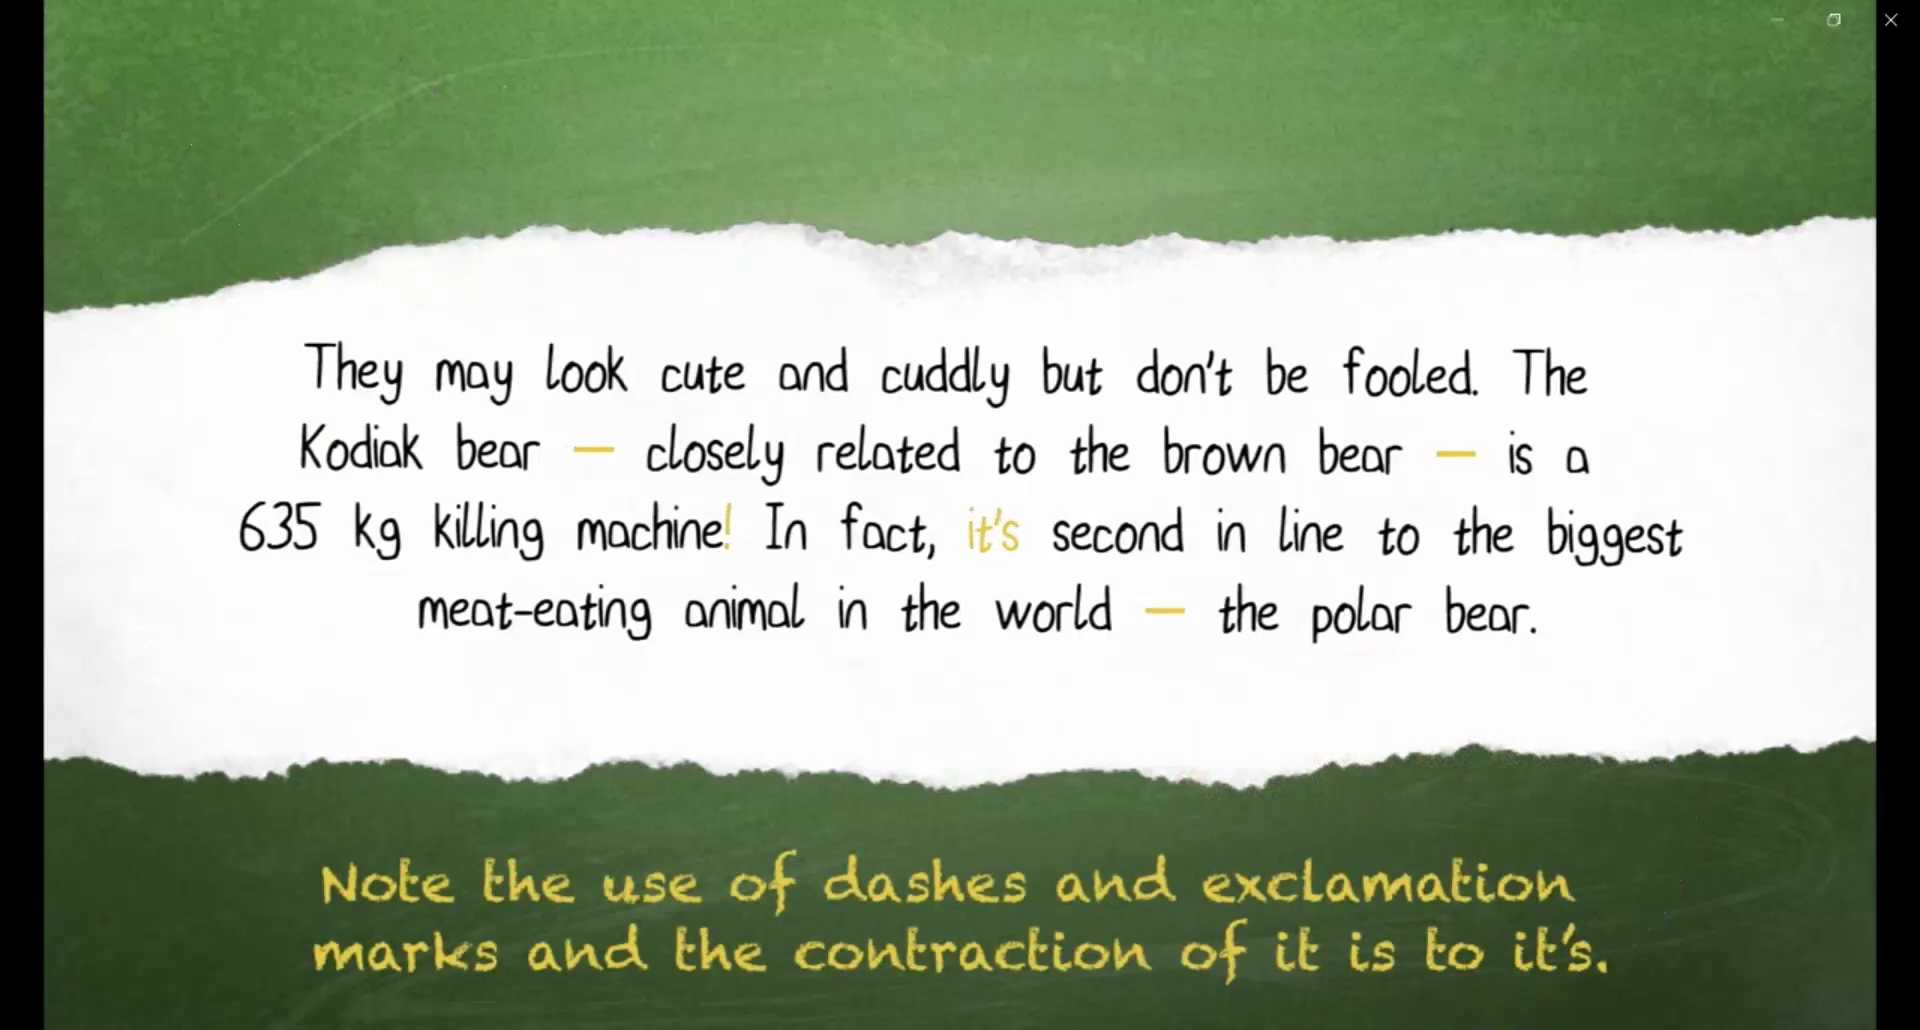 They may look cute and cuddly but don't be fooled. The
Kodiak bear — closely related to the brown bear — is a
635 kg killing machine! In fact, it's second in line to the biggest
meat-eating animal in the world — the polar bear.
Note the use of dashes and exclamation
marks and the contraction of it is to it's.